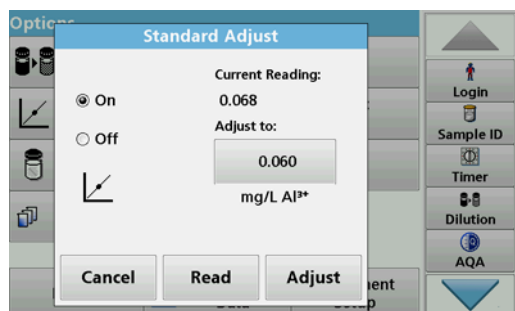 Options
Standard Adjust
Current Reading:
On
0.068
Adjust to:
Off
0.060
mg/L Al³⁺
Cancel
Read
Adjust
Login
Sample ID
Timer
Dilution
AQA